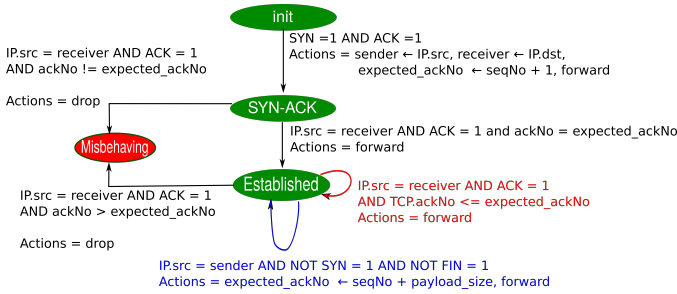 init
SYN =1 AND ACK =1
Actions = sender ← IP.src, receiver ← IP.dst,
expected_ackNo ← seqNo + 1, forward
IP.src = receiver AND ACK = 1
AND ackNo != expected_ackNo
Actions = drop
SYN-ACK
IP.src = receiver AND ACK = 1 and ackNo = expected_ackNo
Actions = forward
Misbehaving
Established
IP.src = receiver AND ACK = 1
AND ackNo > expected_ackNo
Actions = drop
IP.src = receiver AND ACK = 1
AND TCP.ackNo <= expected_ackNo
Actions = forward
IP.src = sender AND NOT SYN = 1 AND NOT FIN = 1
Actions = expected_ackNo ← seqNo + payload_size, forward